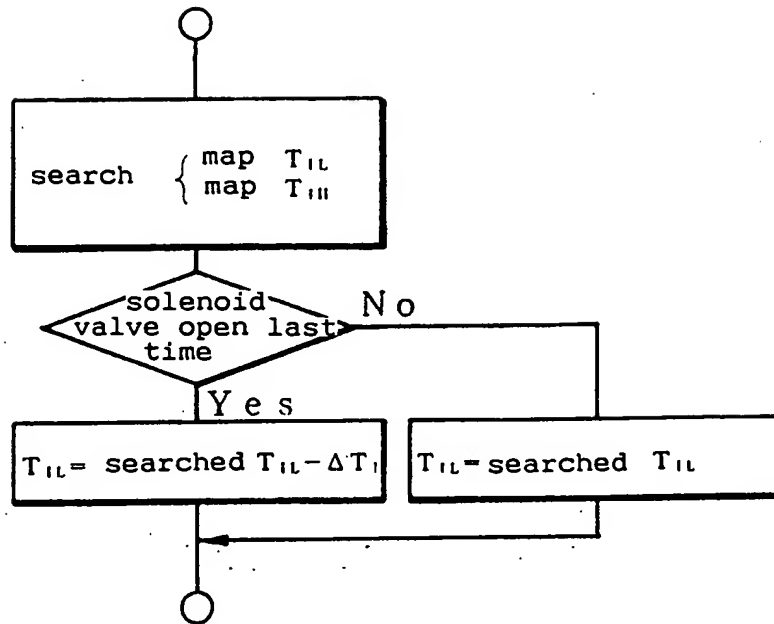 search { map T_IL
map T_IH
solenoid
valve open last
time
No
Yes
T_IL= searched T_IL-ΔT_I
T_IL=searched T_IL